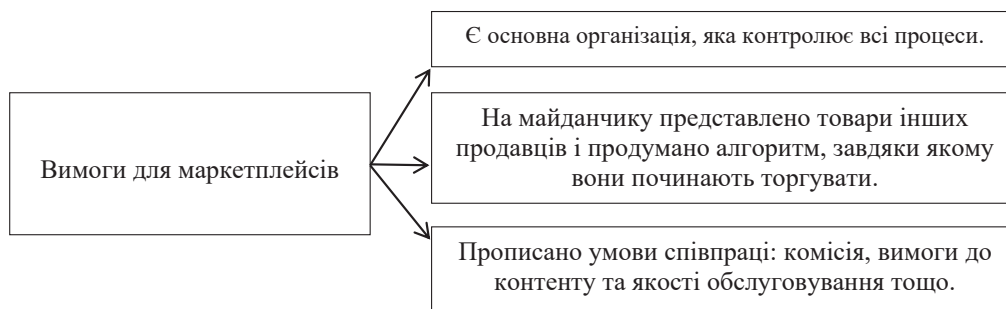 Є основна організація, яка контролює всі процеси.
Вимоги для маркетплейсів
На майданчику представлено товари інших
продавців і продумано алгоритм, завдяки якому
вони починають торгувати.
Прописано умови співпраці: комісія, вимоги до
контенту та якості обслуговування тощо.